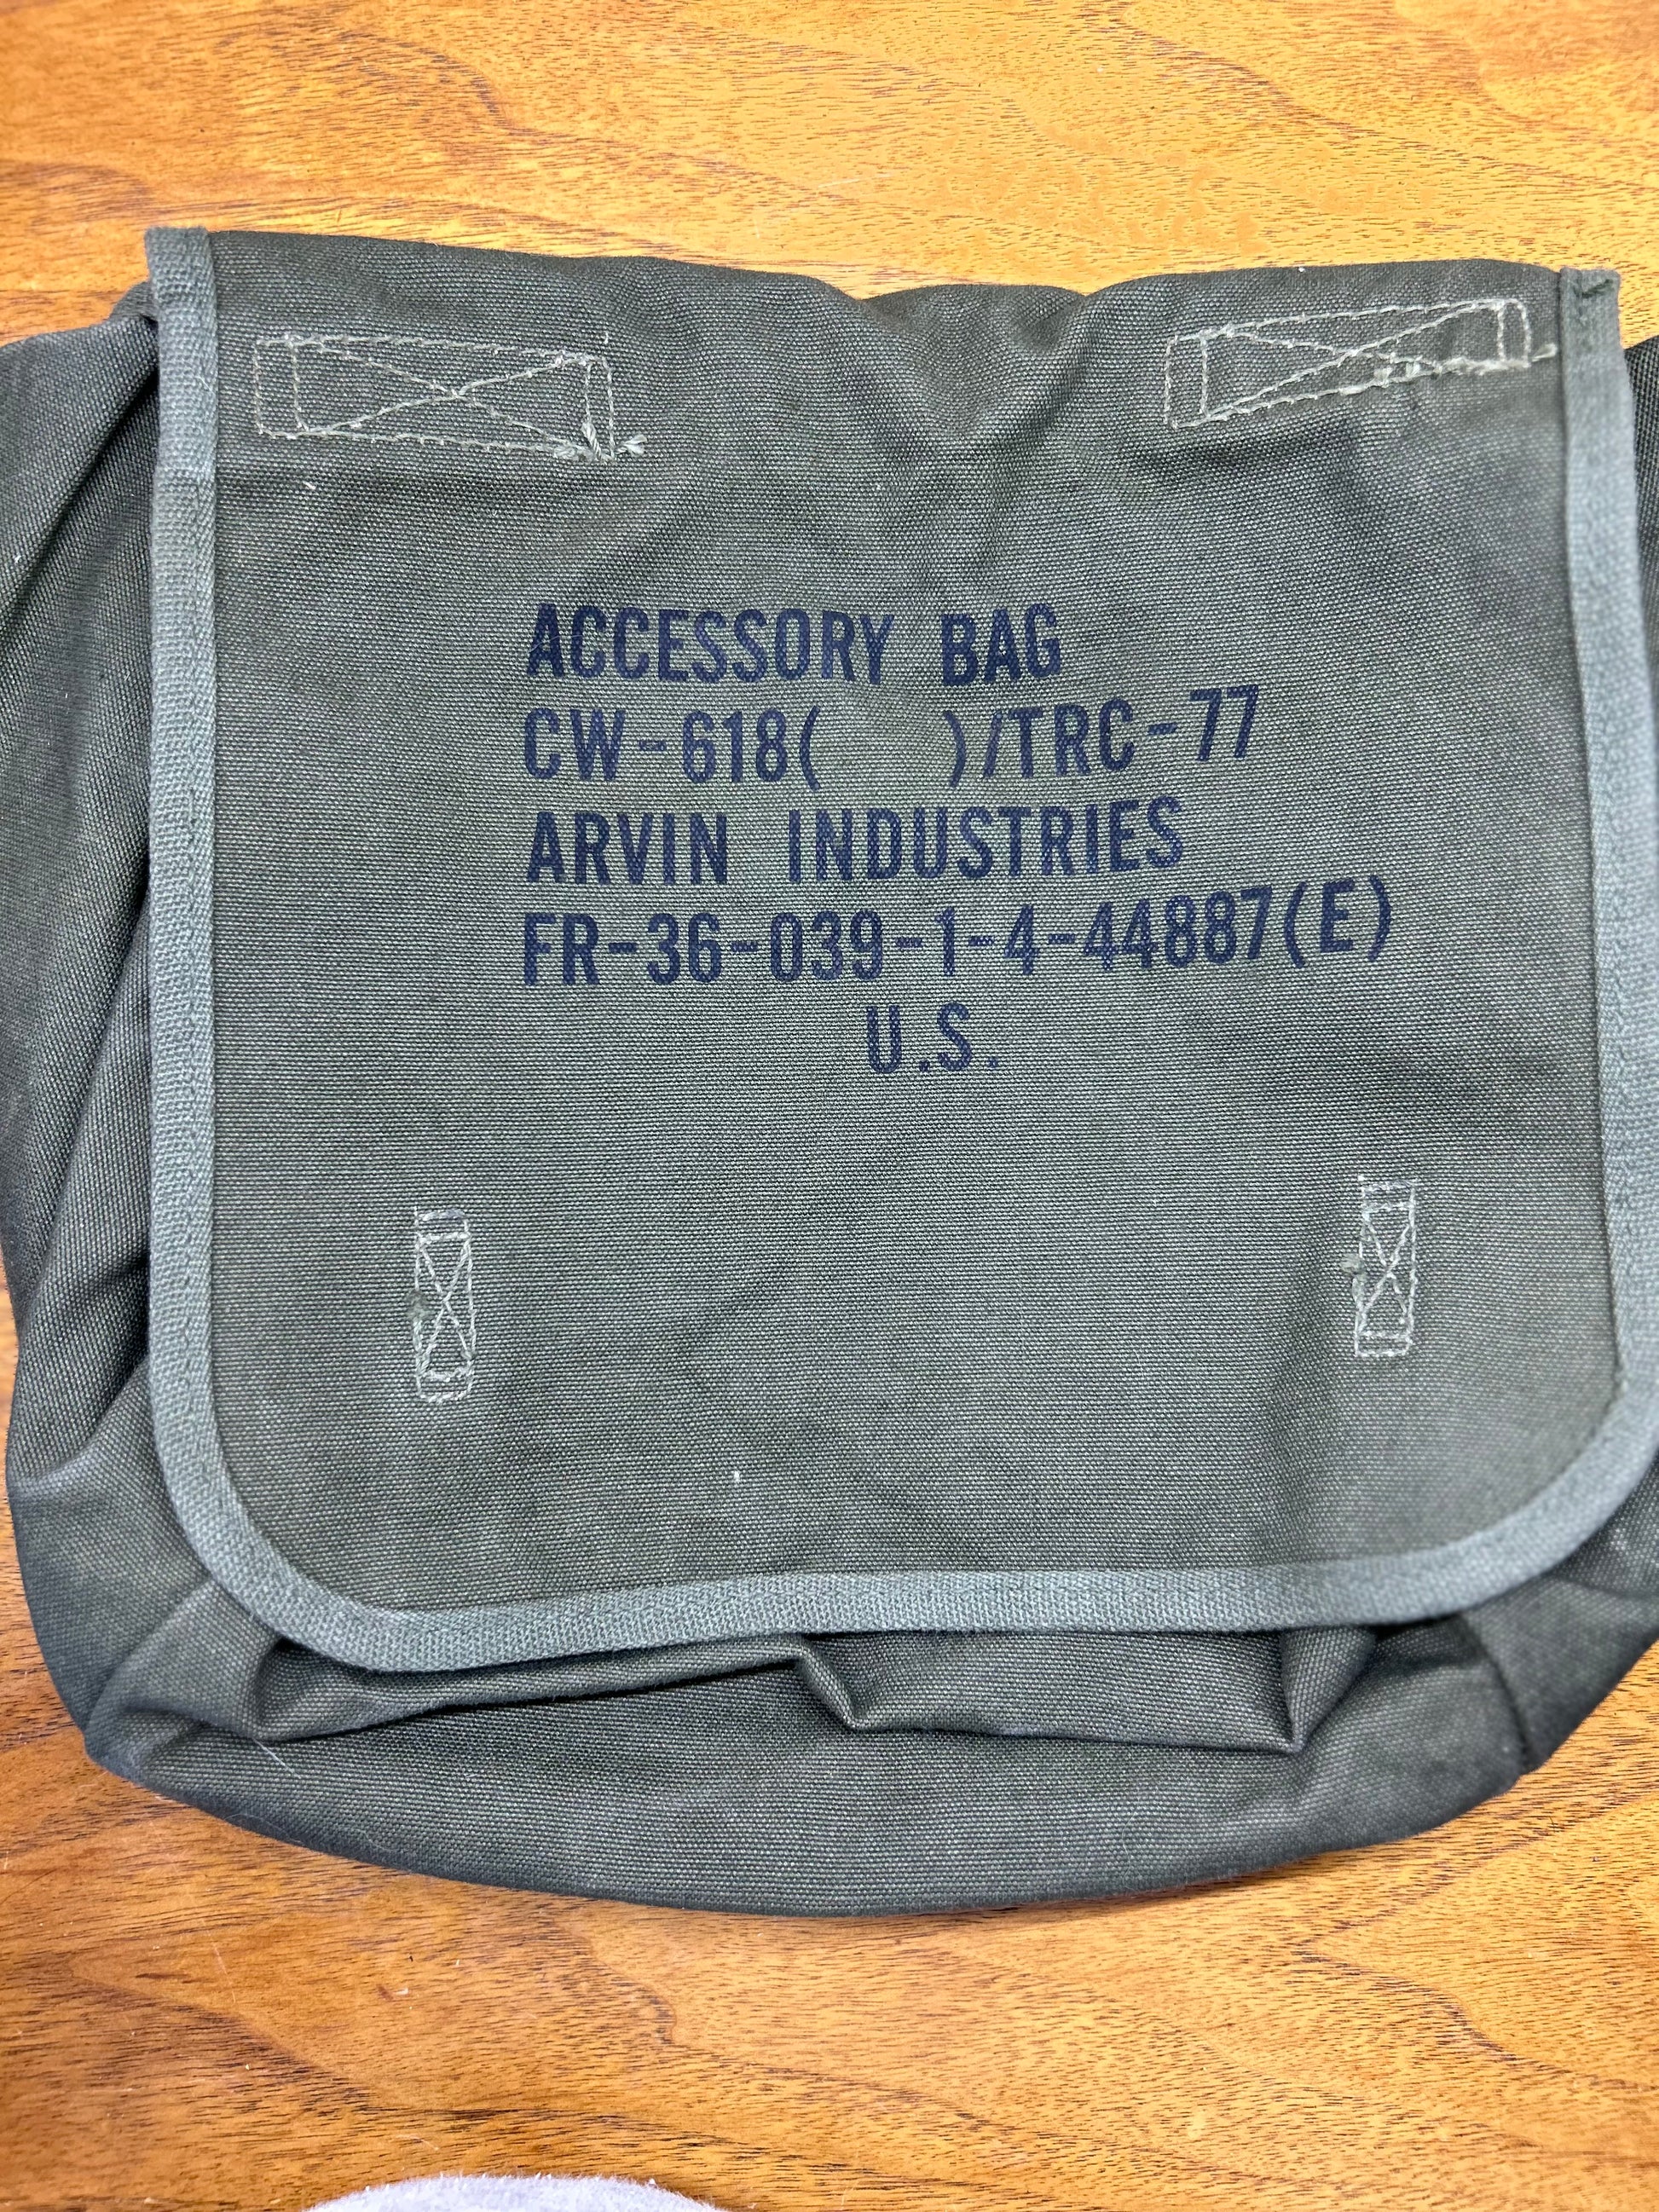 ACCESSORY BAG
CW-618( )/TRC-77
ARVIN INDUSTRIES
FR-36-039-1-4-44887(E)
U.S.